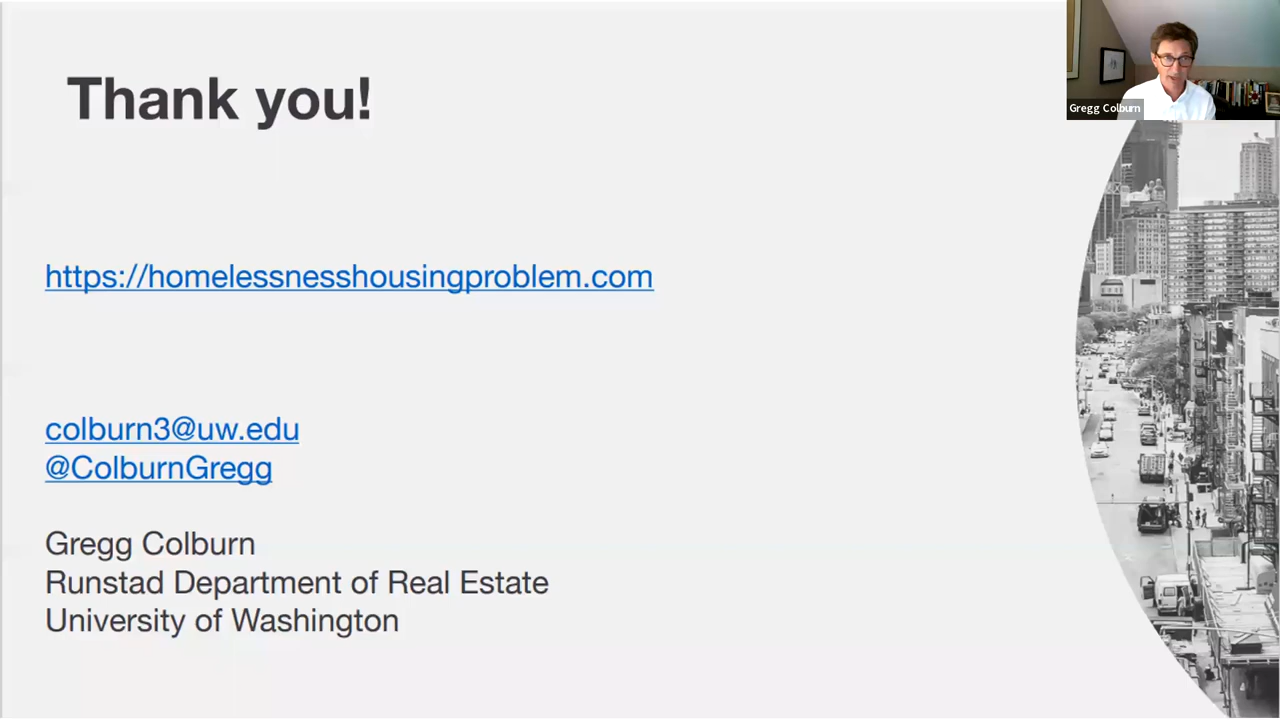 Thank you!
https://homelessnesshousingproblem.com
colburn3@uw.edu
@ColburnGregg
Gregg Colburn
Runstad Department of Real Estate
University of Washington
Gregg Colburn